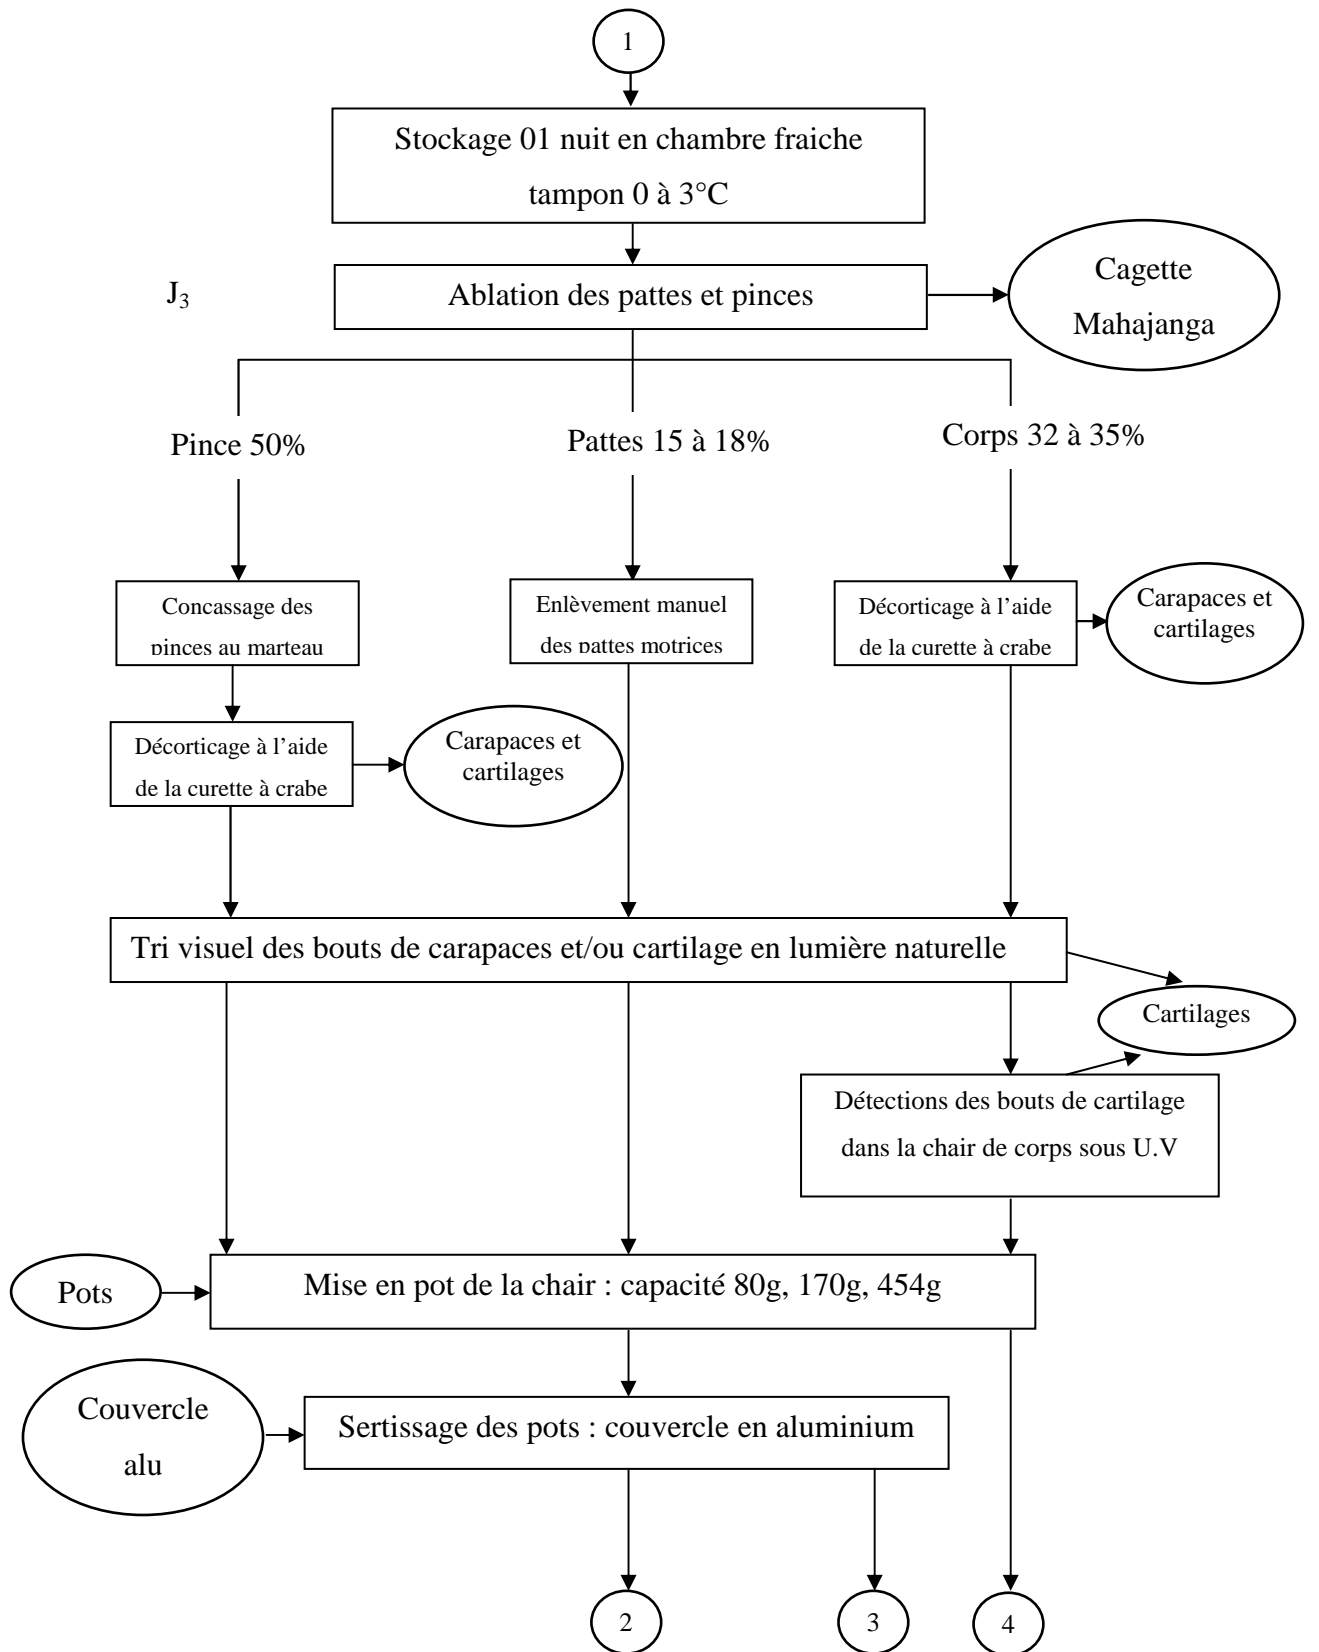 1
Stockage 01 nuit en chambre fraiche
tampon 0 à 3°C
J₃
Ablation des pattes et pinces
Cagette
Mahajanga
Pince 50%
Pattes 15 à 18%
Corps 32 à 35%
Concassage des
pinces au marteau
Enlèvement manuel
des pattes motrices
Décorticage à l’aide
de la curette à crabe
Carapaces et
cartilages
Décorticage à l’aide
de la curette à crabe
Carapaces et
cartilages
Tri visuel des bouts de carapaces et/ou cartilage en lumière naturelle
Cartilages
Détections des bouts de cartilage
dans la chair de corps sous U.V
Pots
Mise en pot de la chair : capacité 80g, 170g, 454g
Couvercle
alu
Sertissage des pots : couvercle en aluminium
2
3
4